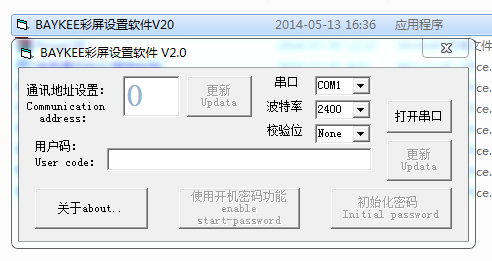 BAYKEE彩屏设置软件V20 2014-05-13 16:36 应用程序
BAYKEE彩屏设置软件 V2.0
通讯地址设置:
Communication
address:
0
更新
Updata
串口 COM1
波特率 2400
校验位 None
打开串口
用户码:
User code:
更新
Updata
关于about..
使用开机密码功能
enable
start-password
初始化密码
Initial password